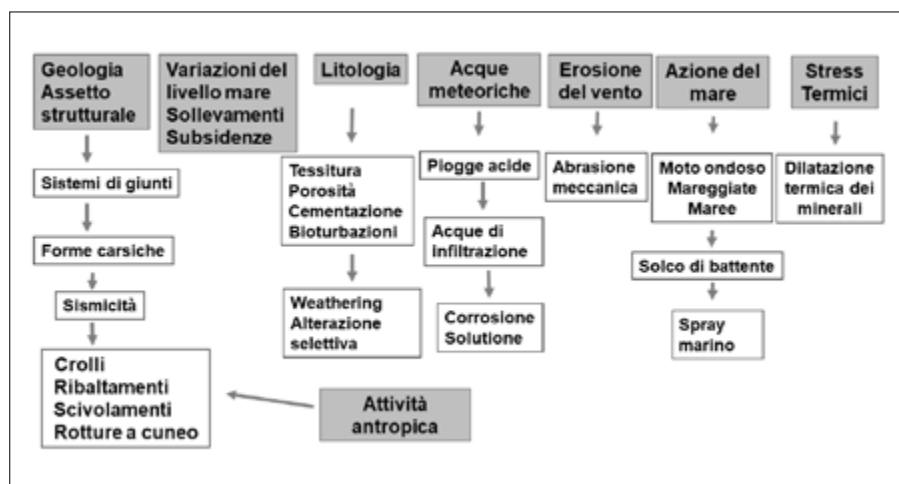 Geologia
Assetto
strutturale
Variazioni del
livello mare
Sollevamenti
Subsidenze
Litologia
Acque
meteoriche
Erosione
del vento
Azione del
mare
Stress
Termici
Sistemi di giunti
Forme carsiche
Sismicità
Crolli
Ribaltamenti
Scivolamenti
Rotture a cuneo
Tessitura
Porosità
Cementazione
Bioturbazioni
Weathering
Alterazione
selettiva
Piogge acide
Acque di
infiltrazione
Corrosione
Solutione
Abrasione
meccanica
Moto ondoso
Mareggiate
Maree
Solco di battente
Spray
marino
Dilatazione
termica dei
minerali
Attività
antropica